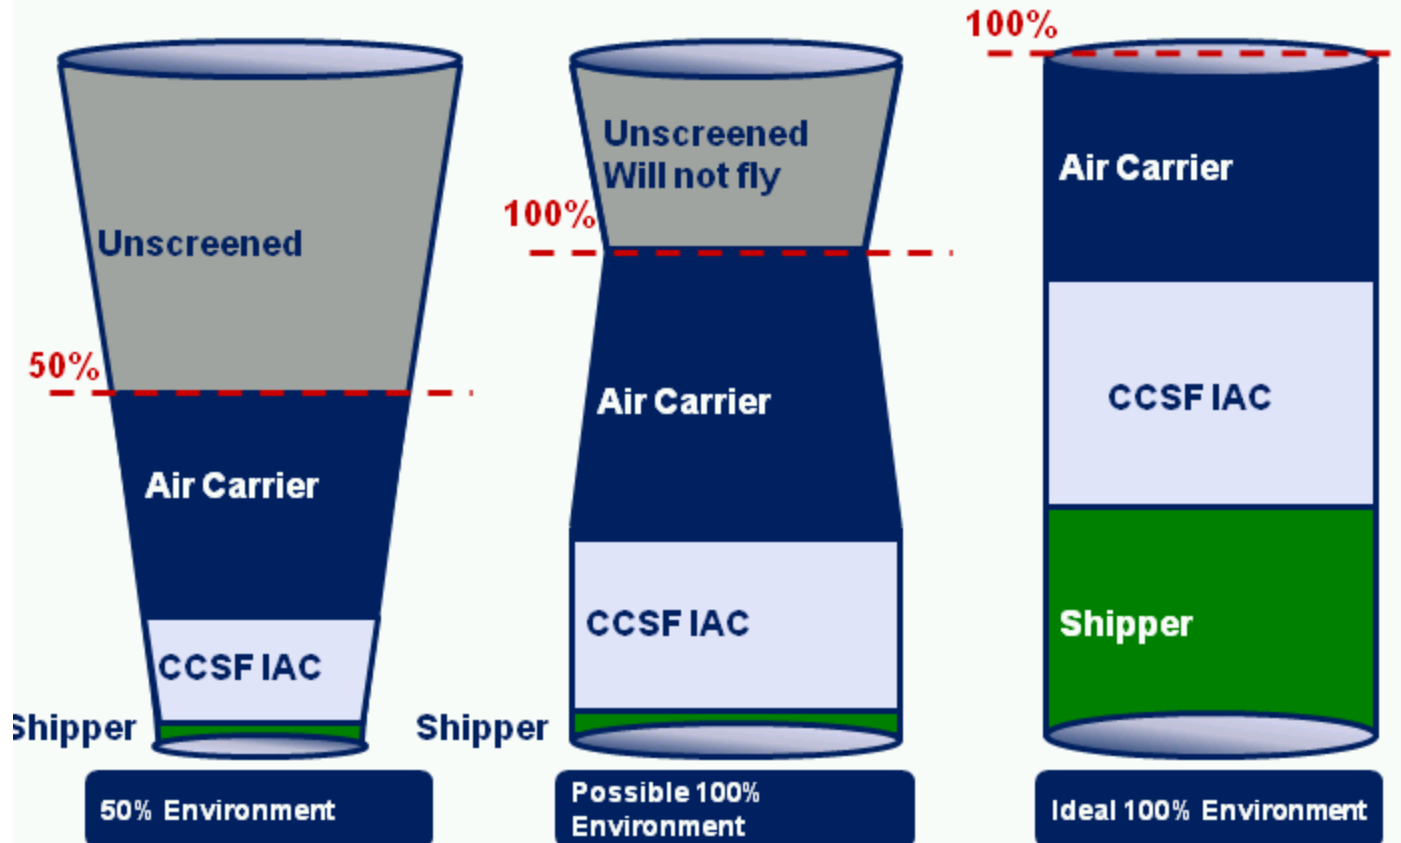 Unscreened
50%
Air Carrier
CCSF IAC
Shipper
50% Environment
Unscreened
Will not fly
100%
Air Carrier
CCSF IAC
Shipper
Possible 100%
Environment
100%
Air Carrier
CCSF IAC
Shipper
Ideal 100% Environment